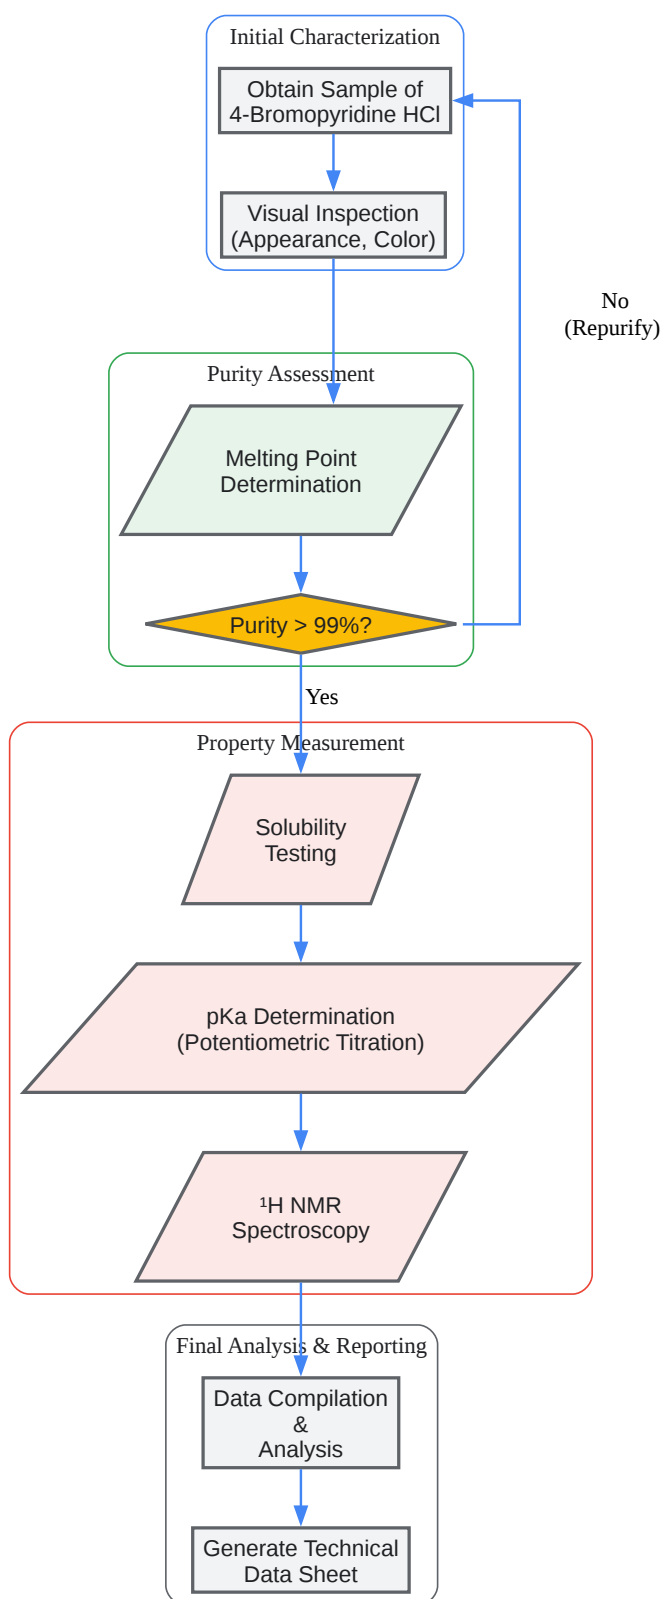 Initial Characterization
Obtain Sample of
4-Bromopyridine HCl
Visual Inspection
(Appearance, Color)
No
(Repurify)
Purity Assessment
Melting Point
Determination
Purity > 99%?
Yes
Property Measurement
Solubility
Testing
pKa Determination
(Potentiometric Titration)
¹H NMR
Spectroscopy
Final Analysis & Reporting
Data Compilation
&
Analysis
Generate Technical
Data Sheet